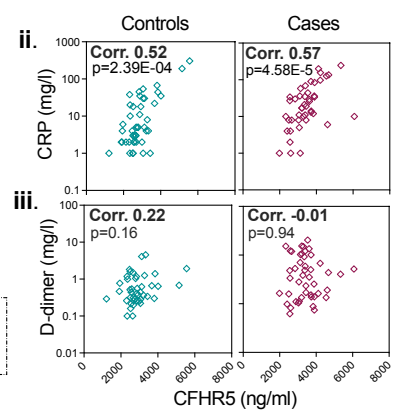 Controls Cases
ii.
CRP (mg/l)
1000
100
10
1
0.1
Corr. 0.52
p=2.39E-04
Corr. 0.57
p=4.58E-5
iii.
D-dimer (mg/l)
100
10
1
0.1
0.01
Corr. 0.22
p=0.16
Corr. -0.01
p=0.94
0 2000 4000 6000 8000 0 2000 4000 6000 8000
CFHR5 (ng/ml)